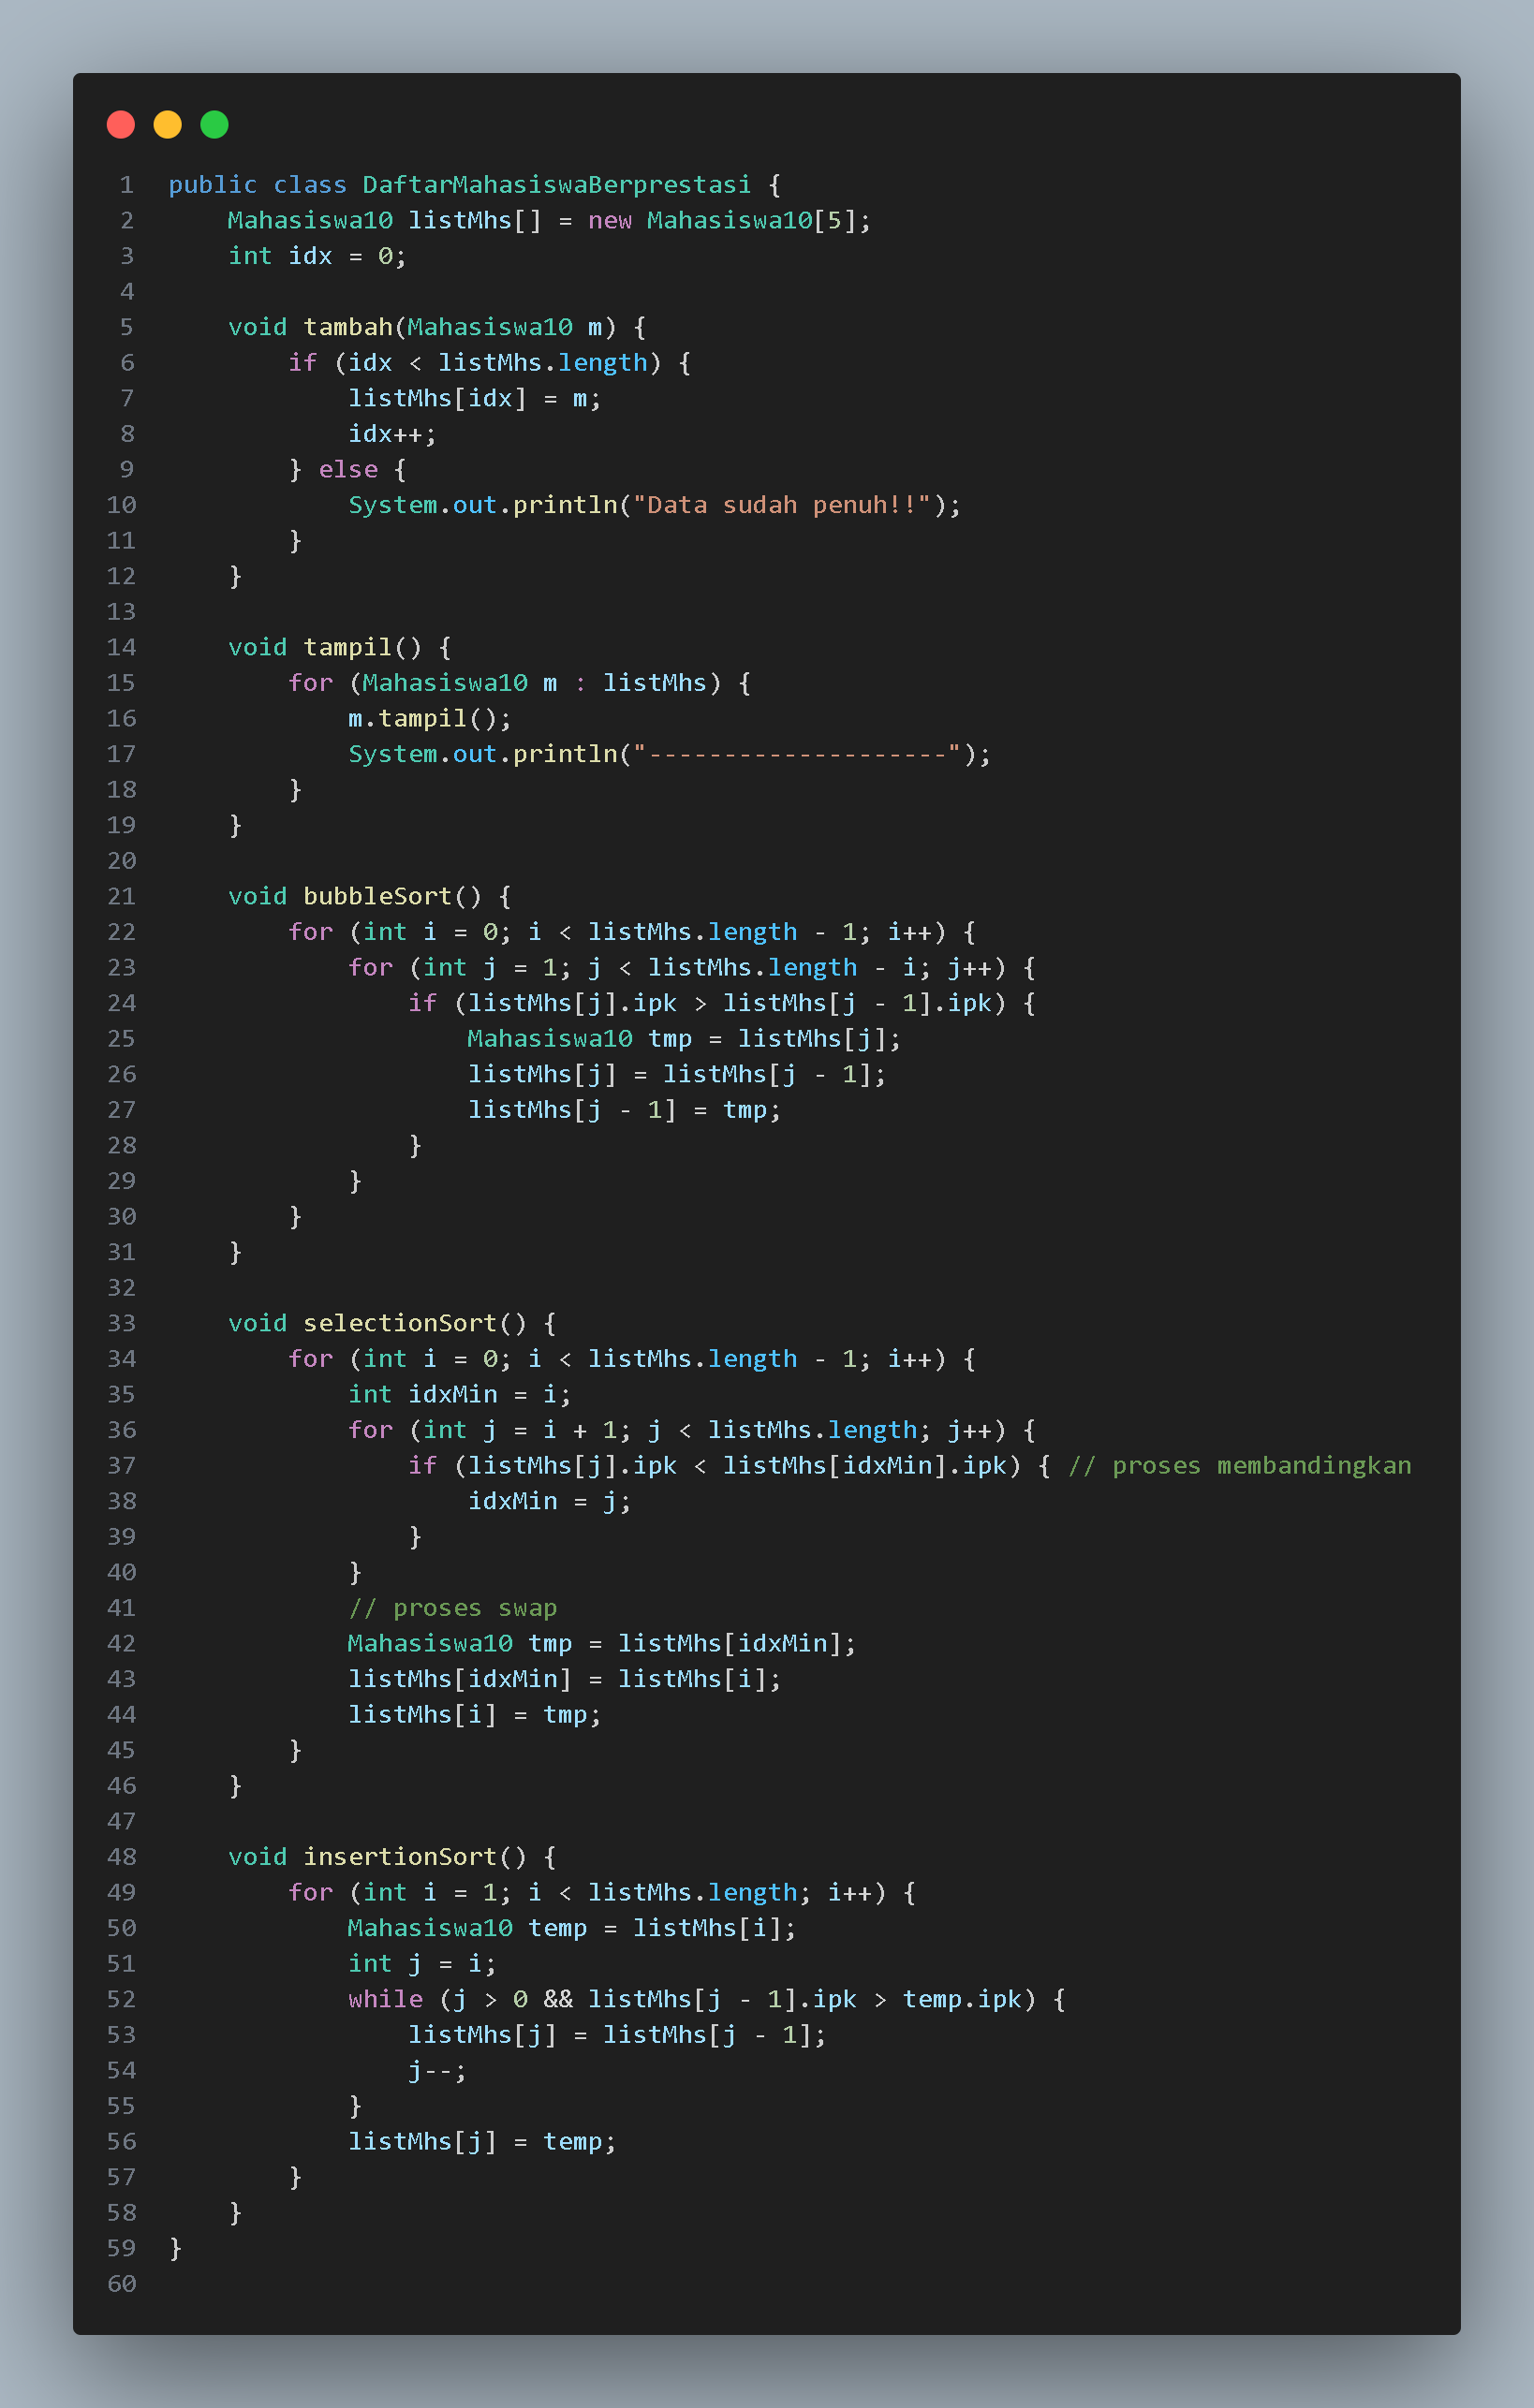 1 public class DaftarMahasiswaBerprestasi {
2     Mahasiswa10 listMhs[] = new Mahasiswa10[5];
3     int idx = 0;
4
5     void tambah(Mahasiswa10 m) {
6         if (idx < listMhs.length) {
7             listMhs[idx] = m;
8             idx++;
9         } else {
10             System.out.println("Data sudah penuh!!");
11         }
12     }
13
14     void tampil() {
15         for (Mahasiswa10 m : listMhs) {
16             m.tampil();
17             System.out.println("--------------------");
18         }
19     }
20
21     void bubbleSort() {
22         for (int i = 0; i < listMhs.length - 1; i++) {
23             for (int j = 1; j < listMhs.length - i; j++) {
24                 if (listMhs[j].ipk > listMhs[j - 1].ipk) {
25                     Mahasiswa10 tmp = listMhs[j];
26                     listMhs[j] = listMhs[j - 1];
27                     listMhs[j - 1] = tmp;
28                 }
29             }
30         }
31     }
32
33     void selectionSort() {
34         for (int i = 0; i < listMhs.length - 1; i++) {
35             int idxMin = i;
36             for (int j = i + 1; j < listMhs.length; j++) {
37                 if (listMhs[j].ipk < listMhs[idxMin].ipk) { // proses membandingkan
38                     idxMin = j;
39                 }
40             }
41             // proses swap
42             Mahasiswa10 tmp = listMhs[idxMin];
43             listMhs[idxMin] = listMhs[i];
44             listMhs[i] = tmp;
45         }
46     }
47
48     void insertionSort() {
49         for (int i = 1; i < listMhs.length; i++) {
50             Mahasiswa10 temp = listMhs[i];
51             int j = i;
52             while (j > 0 && listMhs[j - 1].ipk > temp.ipk) {
53                 listMhs[j] = listMhs[j - 1];
54                 j--;
55             }
56             listMhs[j] = temp;
57         }
58     }
59 }
60